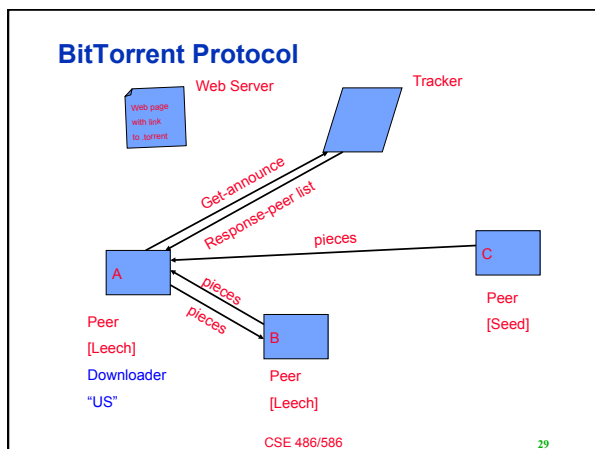 BitTorrent Protocol
Web Server
Tracker
Web page
with link
to .torrent
Get-announce
Response-peer list
pieces
A
C
pieces
pieces
B
Peer
[Leech]
Downloader
“US”
Peer
[Leech]
Peer
[Seed]
CSE 486/586
29